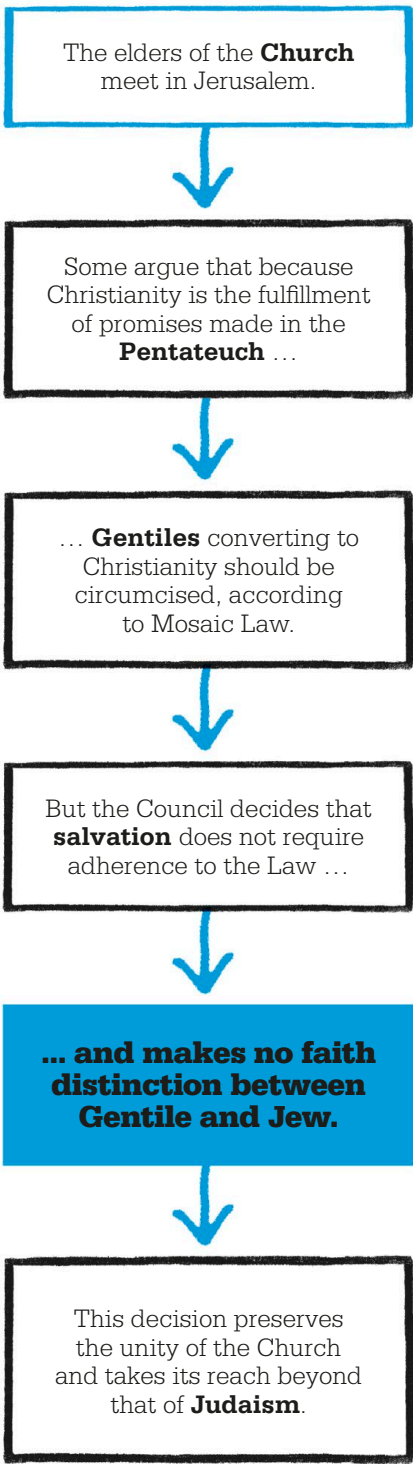 The elders of the Church
meet in Jerusalem.
Some argue that because
Christianity is the fulfillment
of promises made in the
Pentateuch …
… Gentiles converting to
Christianity should be
circumcised, according
to Mosaic Law.
But the Council decides that
salvation does not require
adherence to the Law …
... and makes no faith
distinction between
Gentile and Jew.
This decision preserves
the unity of the Church
and takes its reach beyond
that of Judaism.